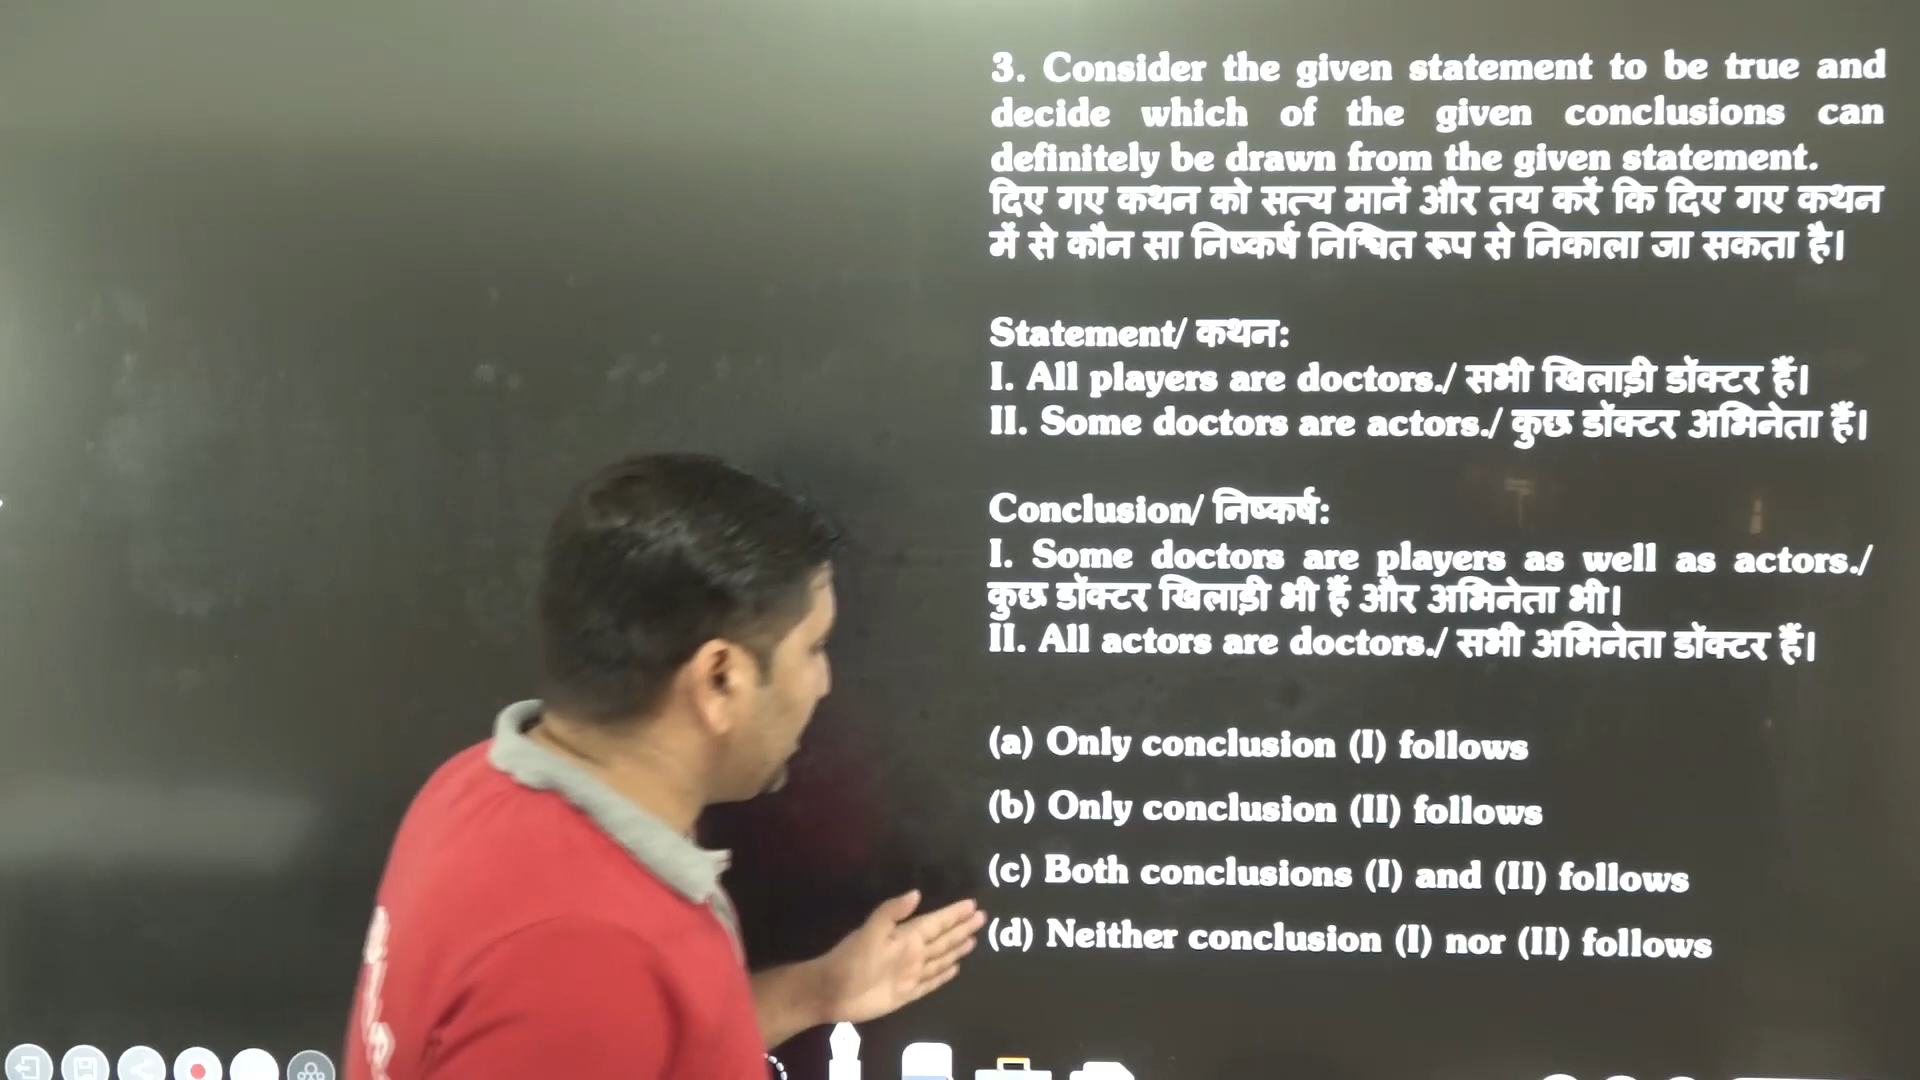 3. Consider the given statement to be true and
decide which of the given conclusions can
definitely be drawn from the given statement.
दिए गए कथन को सत्य मानें और तय करें कि दिए गए कथन
में से कौन सा निष्कर्ष निश्चित रूप से निकाला जा सकता है।
Statement/ कथन:
I. All players are doctors./ सभी खिलाड़ी डॉक्टर हैं।
II. Some doctors are actors./ कुछ डॉक्टर अभिनेता हैं।
Conclusion/ निष्कर्ष:
I. Some doctors are players as well as actors./
कुछ डॉक्टर खिलाड़ी भी हैं और अभिनेता भी।
II. All actors are doctors./ सभी अभिनेता डॉक्टर हैं।
(a) Only conclusion (I) follows
(b) Only conclusion (II) follows
(c) Both conclusions (I) and (II) follows
(d) Neither conclusion (I) nor (II) follows